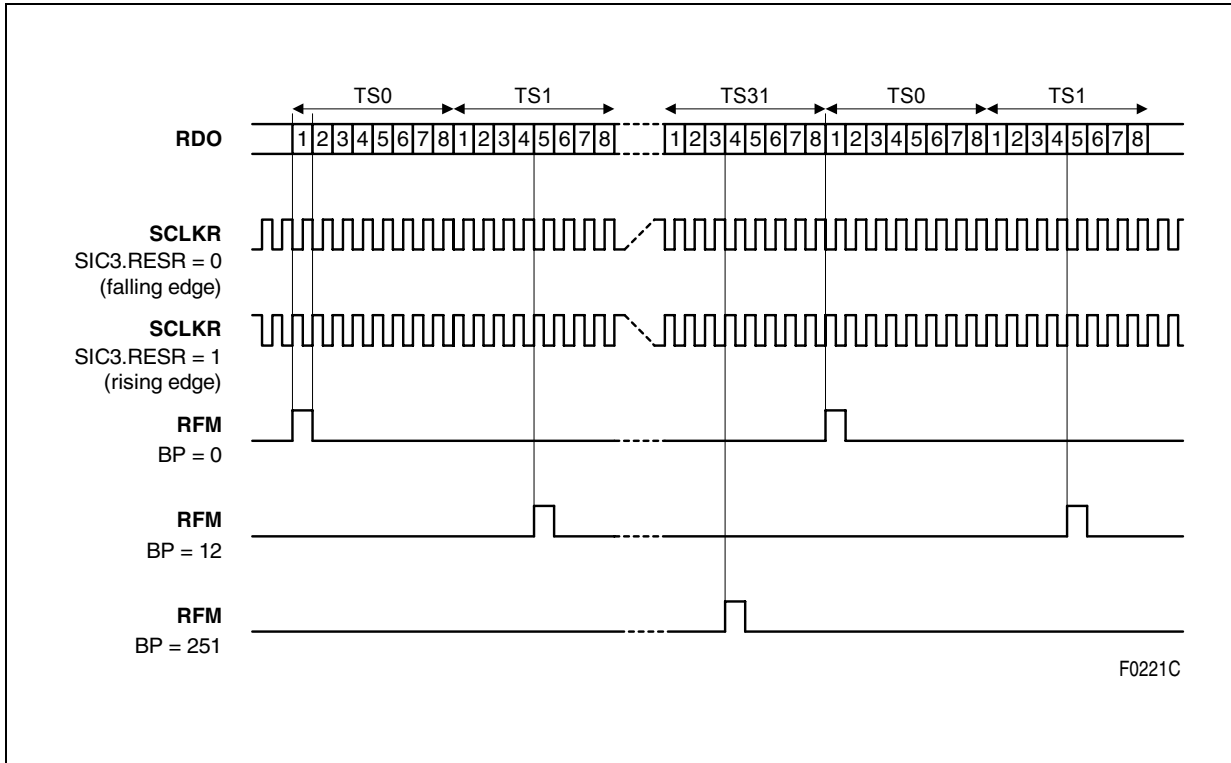 TS0 TS1 TS31 TS0 TS1
RDO 1 2 3 4 5 6 7 8 1 2 3 4 5 6 7 8 1 2 3 4 5 6 7 8 1 2 3 4 5 6 7 8 1 2 3 4 5 6 7 8
SCLKR
SIC3.RESR = 0
(falling edge)
SCLKR
SIC3.RESR = 1
(rising edge)
RFM
BP = 0
RFM
BP = 12
RFM
BP = 251
F0221C